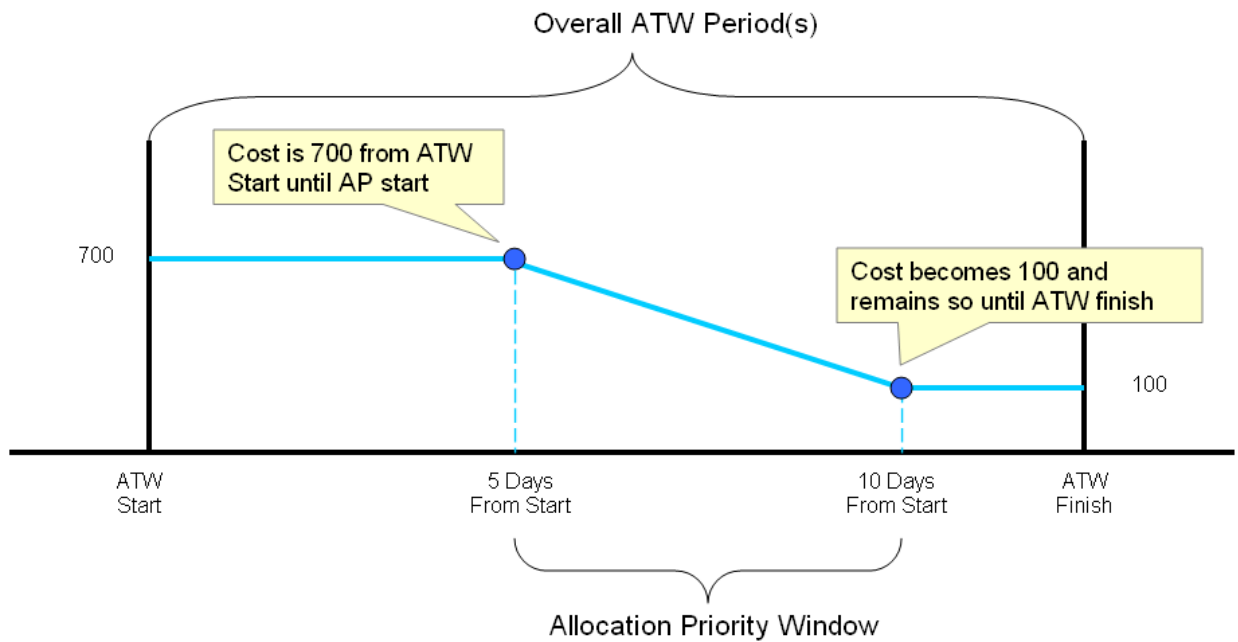 Overall ATW Period(s)
Cost is 700 from ATW
Start until AP start
700
Cost becomes 100 and
remains so until ATW finish
100
ATW
Start
5 Days
From Start
10 Days
From Start
ATW
Finish
Allocation Priority Window